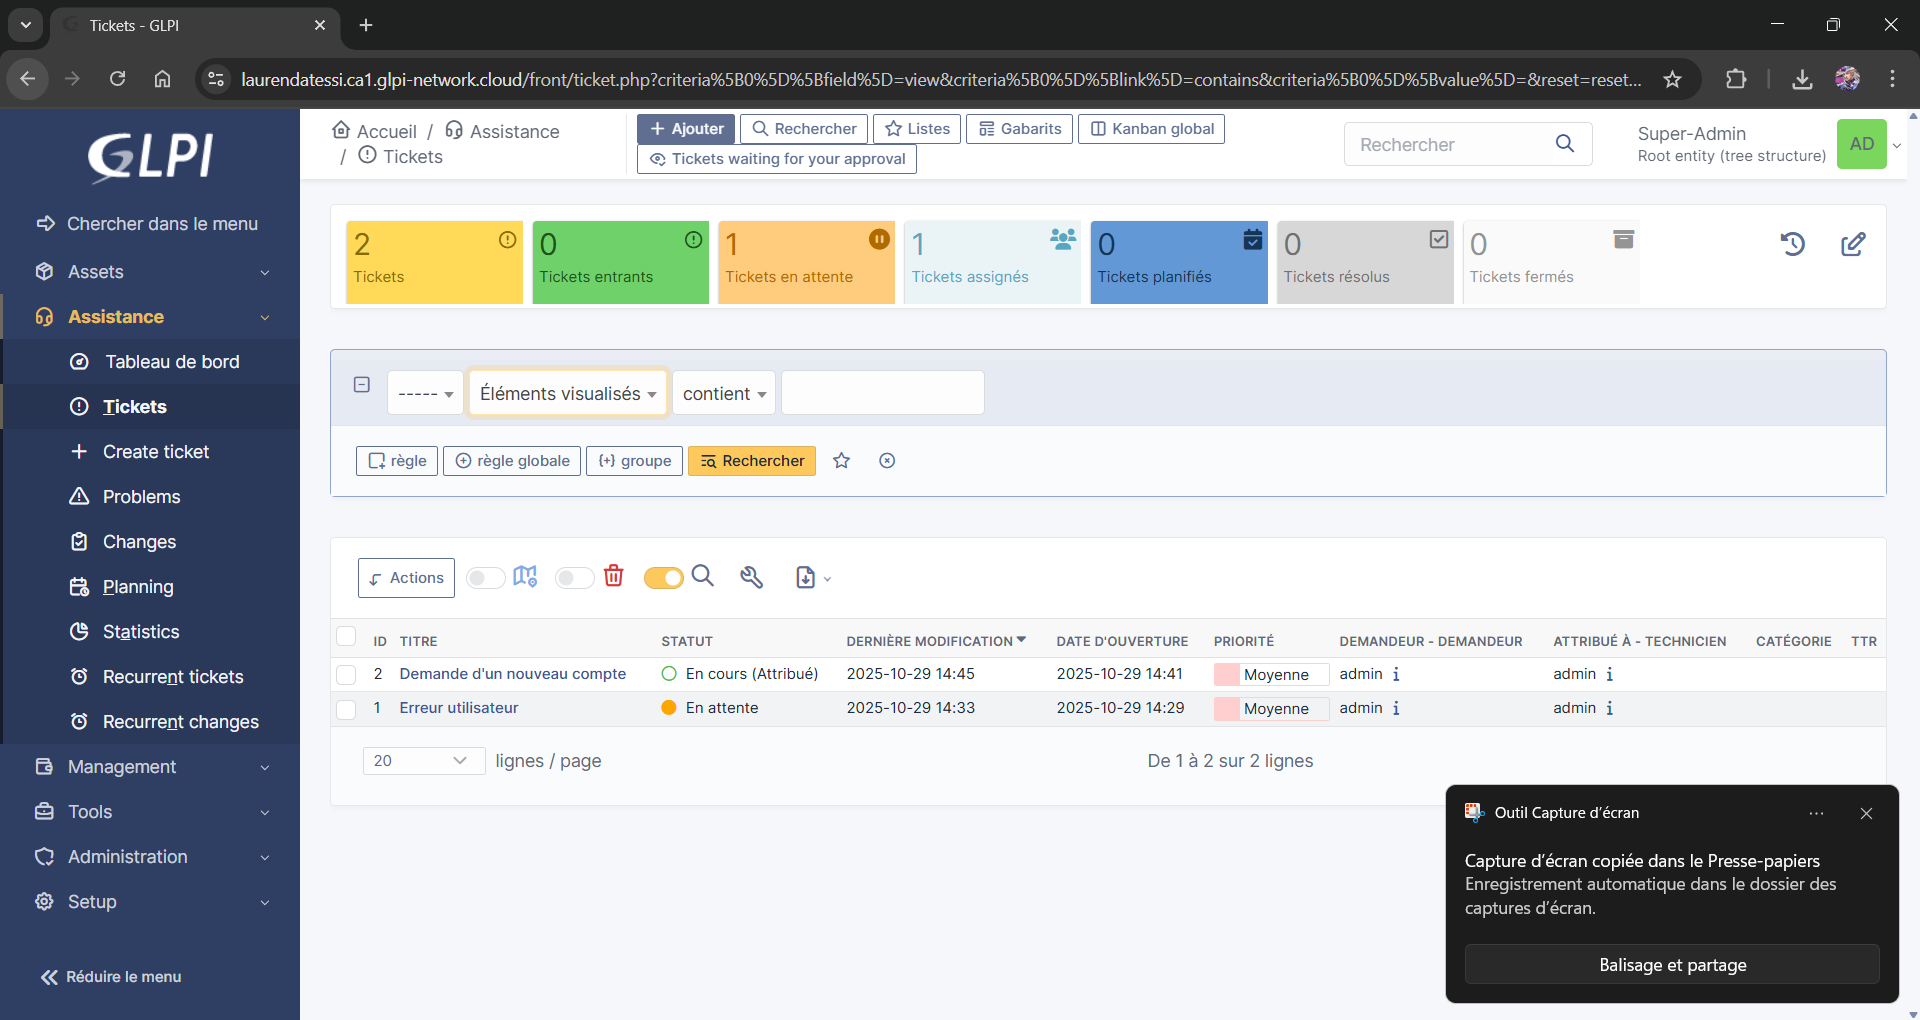 Tickets - GLPI
laurendatessi.ca1.glpi-network.cloud/front/ticket.php?criteria%5B0%5D%5Bfield%5D=view&criteria%5B0%5D%5Blink%5D=contains&criteria%5B0%5D%5Bvalue%5D=&reset=reset...
GLPI
Chercher dans le menu
Assets
Assistance
Tableau de bord
Tickets
Create ticket
Problems
Changes
Planning
Statistics
Recurrent tickets
Recurrent changes
Management
Tools
Administration
Setup
Réduire le menu
Accueil / Assistance
/ Tickets
Ajouter Rechercher Listes Gabarits Kanban global
Tickets waiting for your approval
Rechercher
Super-Admin
Root entity (tree structure)
AD
2 0 1 1 0 0 0
Tickets Tickets entrants Tickets en attente Tickets assignés Tickets planifiés Tickets résolus Tickets fermés
----- Éléments visualisés contient
règle règle globale {+} groupe Rechercher
Actions
ID TITRE STATUT DERNIÈRE MODIFICATION DATE D'OUVERTURE PRIORITÉ DEMANDEUR - DEMANDEUR ATTRIBUÉ À - TECHNICIEN CATÉGORIE TTR
2 Demande d'un nouveau compte En cours (Attribué) 2025-10-29 14:45 2025-10-29 14:41 Moyenne admin i admin i
1 Erreur utilisateur En attente 2025-10-29 14:33 2025-10-29 14:29 Moyenne admin i admin i
20 lignes / page De 1 à 2 sur 2 lignes
Outil Capture d'écran
Capture d'écran copiée dans le Presse-papiers
Enregistrement automatique dans le dossier des
captures d'écran.
Balisage et partage